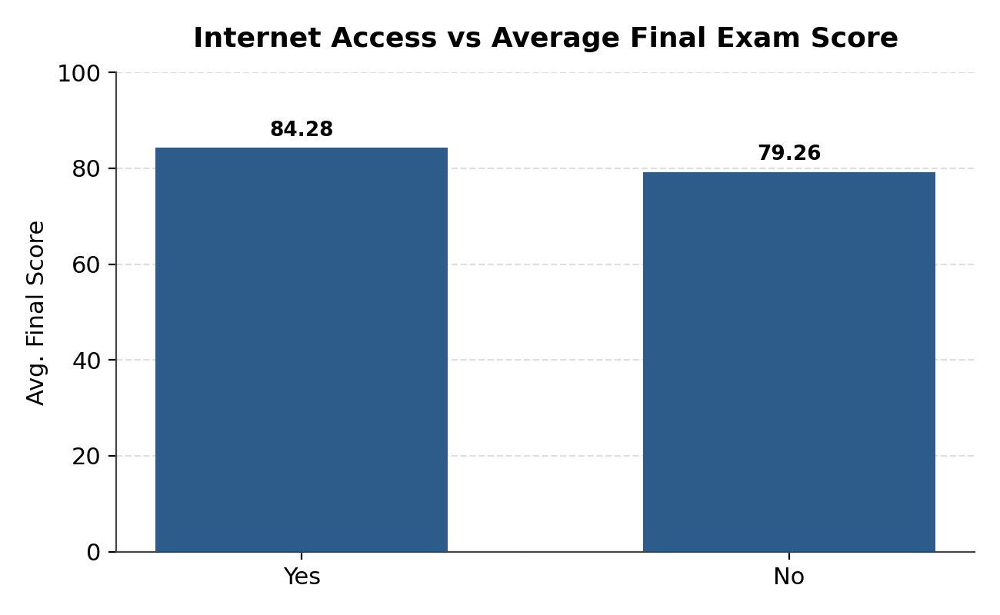 Internet Access vs Average Final Exam Score
Avg. Final Score
100
80
60
40
20
0
84.28
79.26
Yes
No